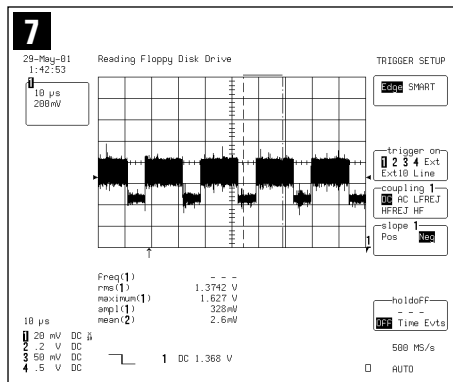 7
29-May-01
1:42:53
Reading Floppy Disk Drive
TRIGGER SETUP
1
10 µs
200mV
Edge SMART
trigger on
1 2 3 4 Ext
Ext10 Line
coupling 1
DC AC LFREJ
HFREJ HF
slope 1
Pos Neg
1
freq(1) - - -
rms(1) 1.3742 V
maximum(1) 1.627 V
ampl(1) 328mV
mean(2) 2.6mV
holdoff
- - -
OFF Time Evts
10 µs
1 20 mV DC
2 .2 V DC
3 50 mV DC
4 .5 V DC
1 DC 1.368 V
500 MS/s
AUTO